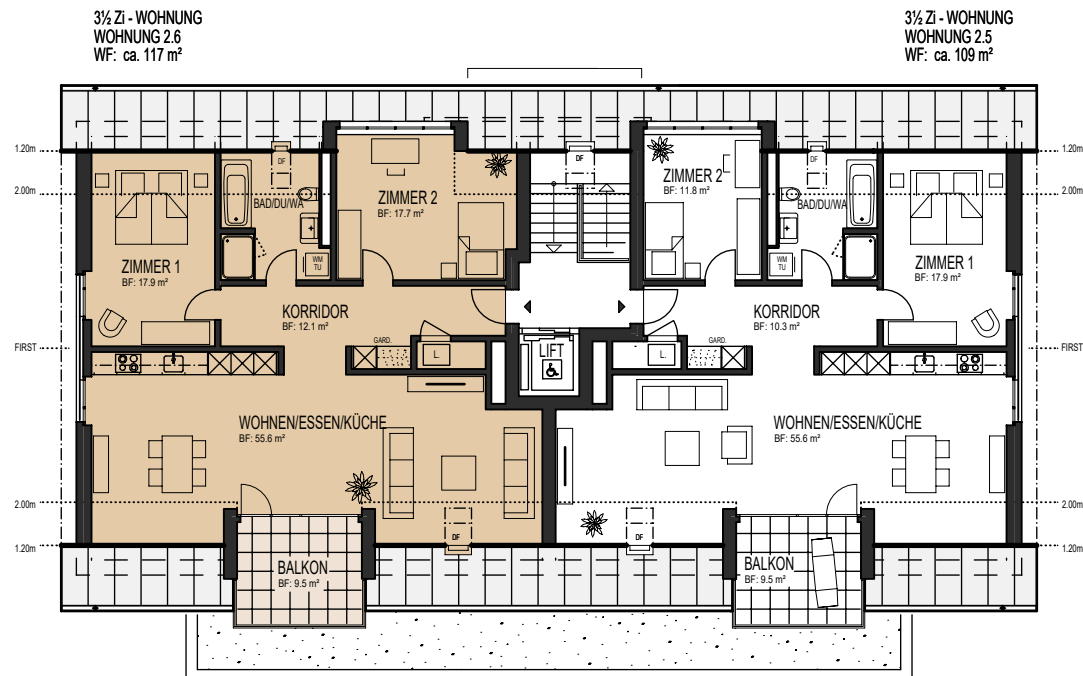 3½ Zi - WOHNUNG
WOHNUNG 2.6
WF: ca. 117 m²
3½ Zi - WOHNUNG
WOHNUNG 2.5
WF: ca. 109 m²
1.20m
2.00m
FIRST
2.00m
1.20m
1.20m
2.00m
FIRST
2.00m
1.20m
DF
BAD/DU/WA
WM
TU
ZIMMER 1
BF: 17.9 m²
ZIMMER 2
BF: 17.7 m²
KORRIDOR
BF: 12.1 m²
GARD.
L.
WOHNEN/ESSEN/KÜCHE
BF: 55.6 m²
DF
BALKON
BF: 9.5 m²
DF
LIFT
ZIMMER 2
BF: 11.8 m²
DF
BAD/DU/WA
WM
TU
ZIMMER 1
BF: 17.9 m²
KORRIDOR
BF: 10.3 m²
L.
GARD.
WOHNEN/ESSEN/KÜCHE
BF: 55.6 m²
DF
BALKON
BF: 9.5 m²